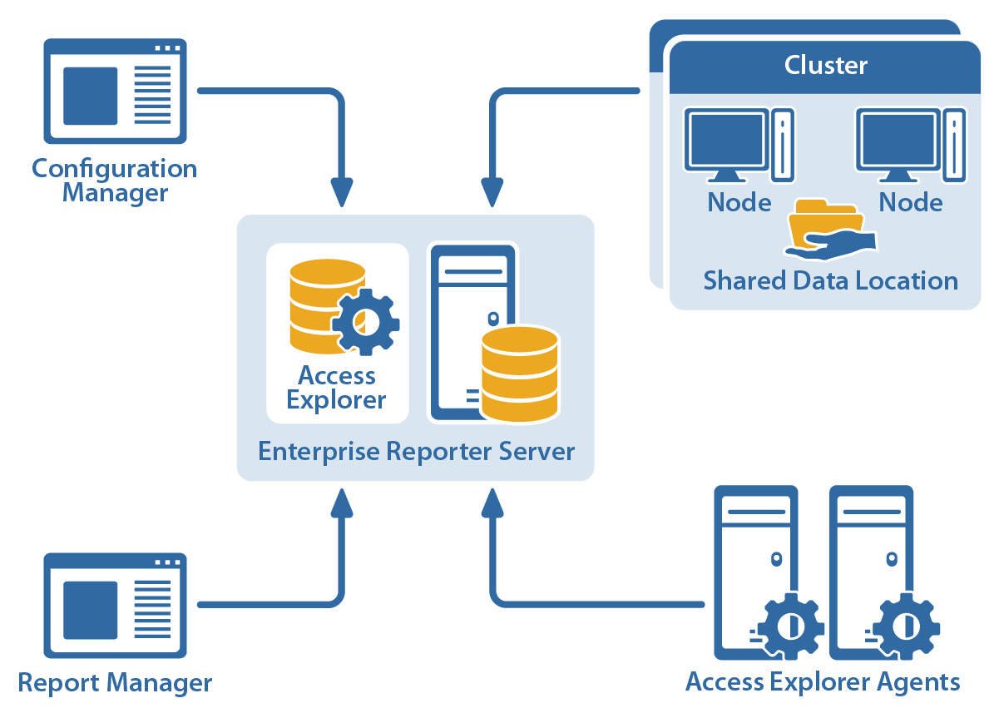 Configuration
Manager
Cluster
Node
Node
Shared Data Location
Access
Explorer
Enterprise Reporter Server
Report Manager
Access Explorer Agents